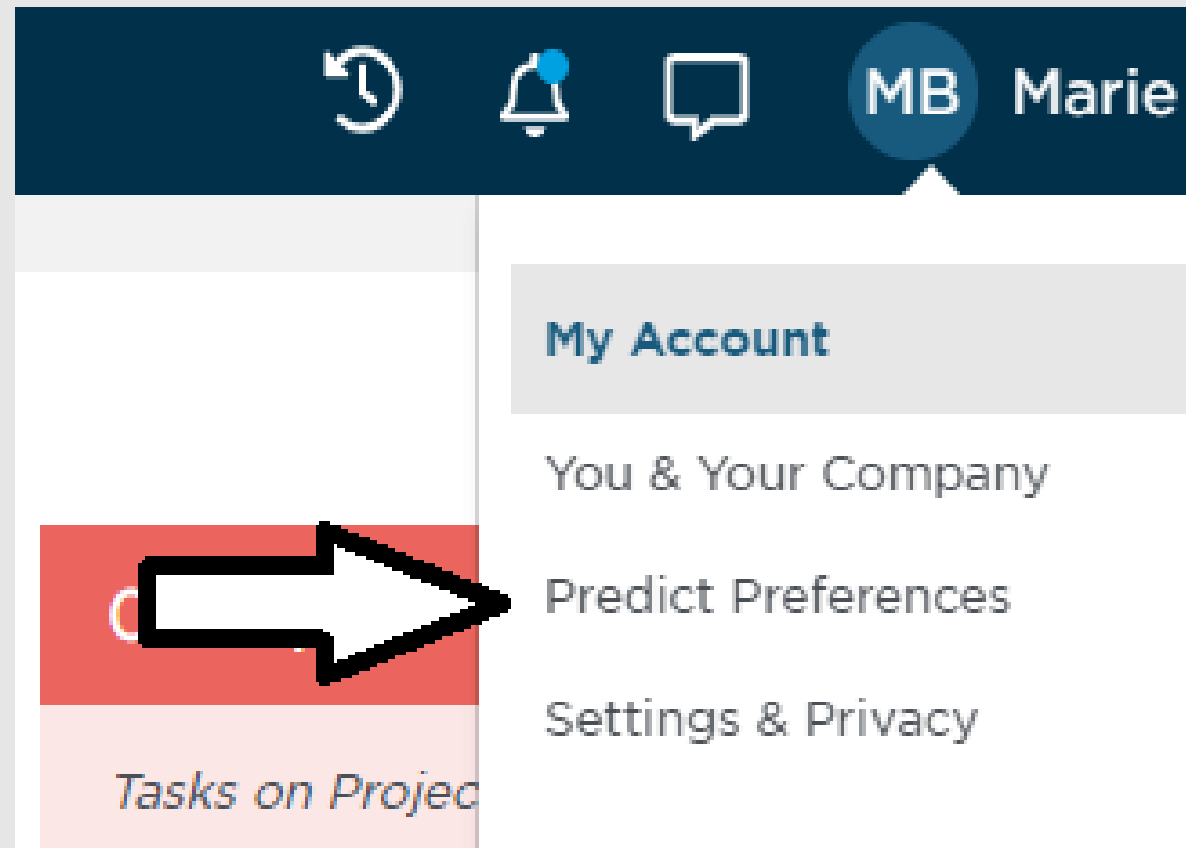 MB Marie
My Account
You & Your Company
Predict Preferences
Settings & Privacy
Tasks on Projec